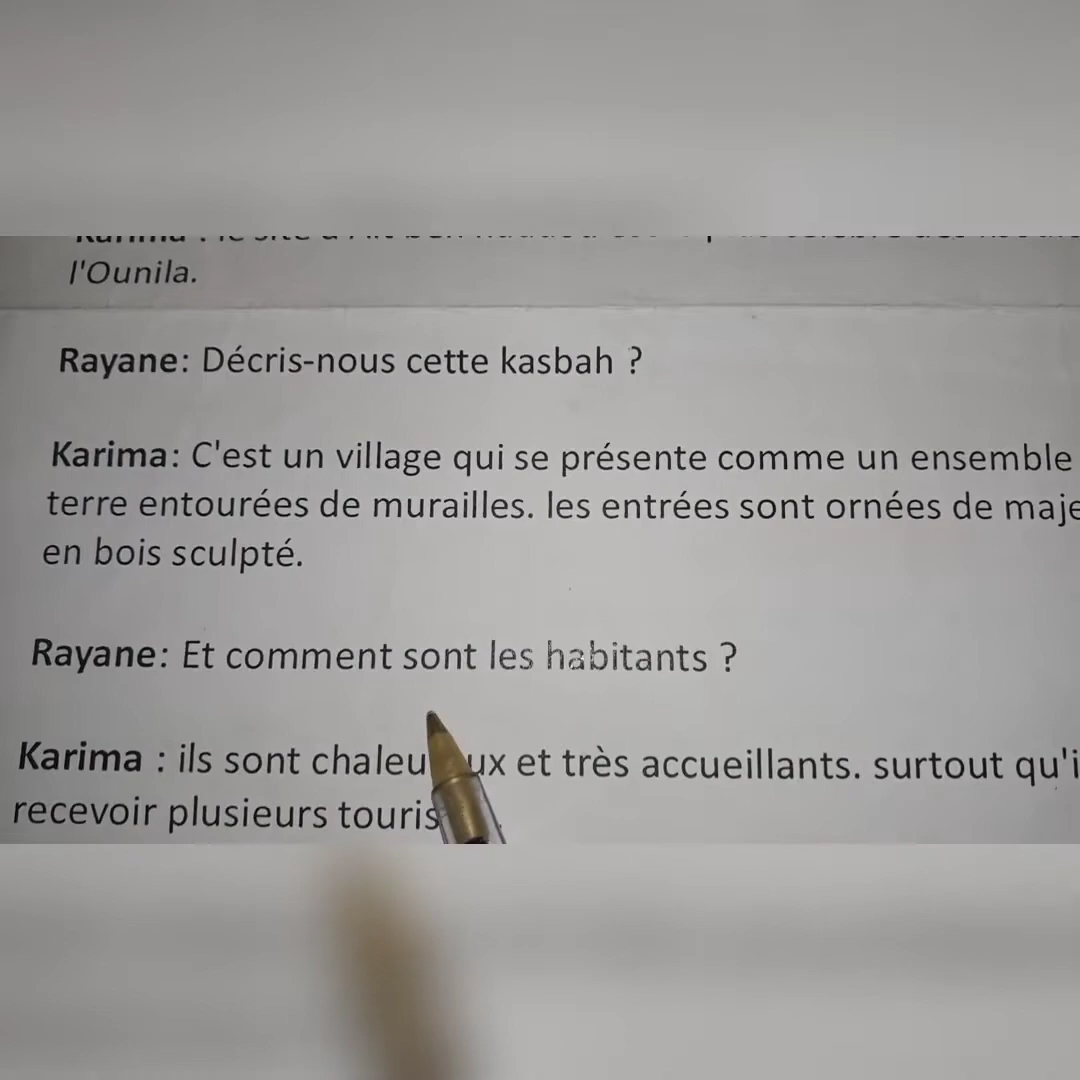 l'Ounila.
Rayane: Décris-nous cette kasbah ?
Karima: C'est un village qui se présente comme un ensemble
terre entourées de murailles. les entrées sont ornées de
en bois sculpté.
Rayane: Et comment sont les habitants ?
Karima : ils sont et très accueillants. surtout
recevoir plusieurs